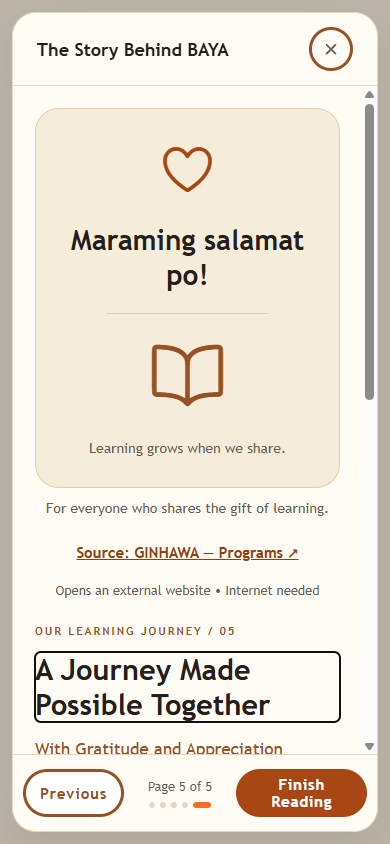 The Story Behind BAYA
Maraming salamat
po!
Learning grows when we share.
For everyone who shares the gift of learning.
Source: GINHAWA — Programs ↗
Opens an external website • Internet needed
OUR LEARNING JOURNEY / 05
A Journey Made
Possible Together
With Gratitude and Appreciation
Previous
Page 5 of 5
Finish
Reading